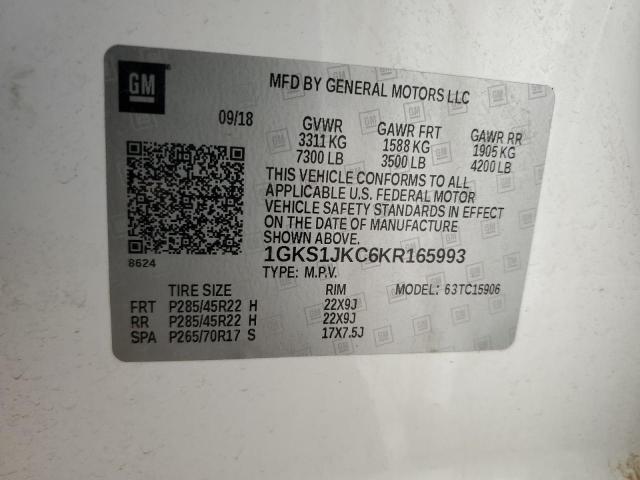 GM
MFD BY GENERAL MOTORS LLC
09/18 GVWR GAWR FRT GAWR RR
3311 KG 1588 KG 1905 KG
7300 LB 3500 LB 4200 LB
THIS VEHICLE CONFORMS TO ALL
APPLICABLE U.S. FEDERAL MOTOR
VEHICLE SAFETY STANDARDS IN EFFECT
ON THE DATE OF MANUFACTURE
SHOWN ABOVE.
8624
1GKS1JKC6KR165993
TYPE: M.P.V.
TIRE SIZE RIM MODEL: 63TC15906
FRT P285/45R22 H 22X9J
RR P285/45R22 H 22X9J
SPA P265/70R17 S 17X7.5J